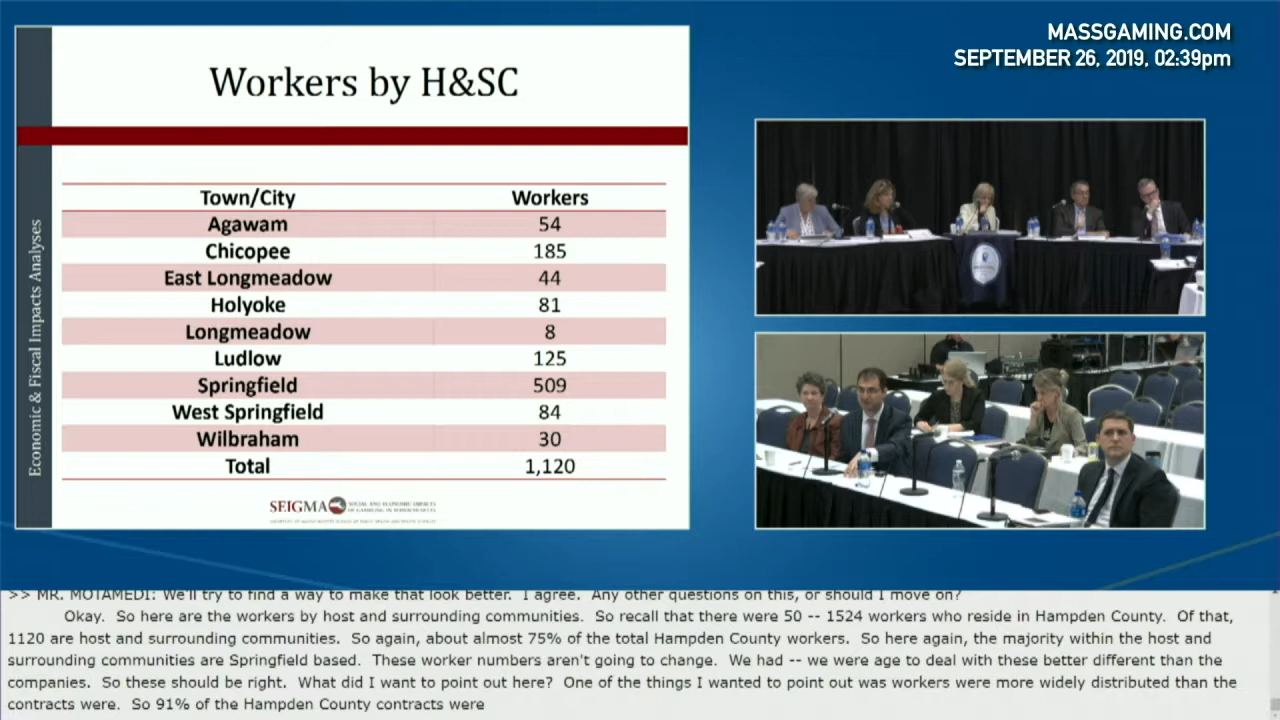 MASSGAMING.COM
SEPTEMBER 26, 2019, 02:39pm
Economic & Fiscal Impacts Analyses
Workers by H&SC
Town/City Workers
Agawam 54
Chicopee 185
East Longmeadow 44
Holyoke 81
Longmeadow 8
Ludlow 125
Springfield 509
West Springfield 84
Wilbraham 30
Total 1,120
SEIGMA SOCIAL AND ECONOMIC IMPACTS
OF GAMBLING IN MASSACHUSETTS
>> MR. MOTAMEDI: We'll try to find a way to make that look better. I agree. Any other questions on this, or should I move on?
Okay. So here are the workers by host and surrounding communities. So recall that there were 50 -- 1524 workers who reside in Hampden County. Of that,
1120 are host and surrounding communities. So again, about almost 75% of the total Hampden County workers. So here again, the majority within the host and
surrounding communities are Springfield based. These worker numbers aren't going to change. We had -- we were age to deal with these better different than the
companies. So these should be right. What did I want to point out here? One of the things I wanted to point out was workers were more widely distributed than the
contracts were. So 91% of the Hampden County contracts were